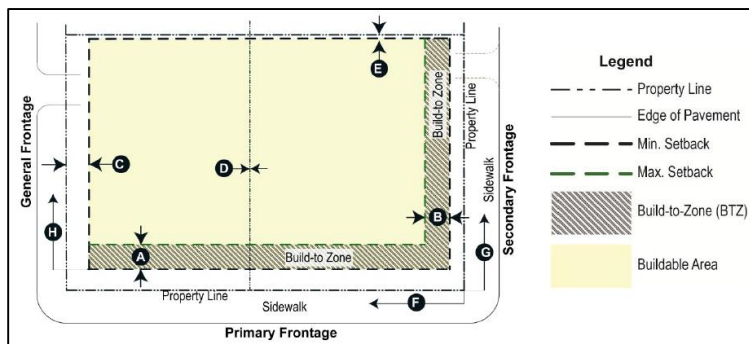 E
Build-to Zone
Property Line
Sidewalk
General Frontage
Secondary Frontage
C
D
B
H
A
Build-to Zone
G
Property Line
F
Sidewalk
Primary Frontage
Legend
Property Line
Edge of Pavement
Min. Setback
Max. Setback
Build-to-Zone (BTZ)
Buildable Area